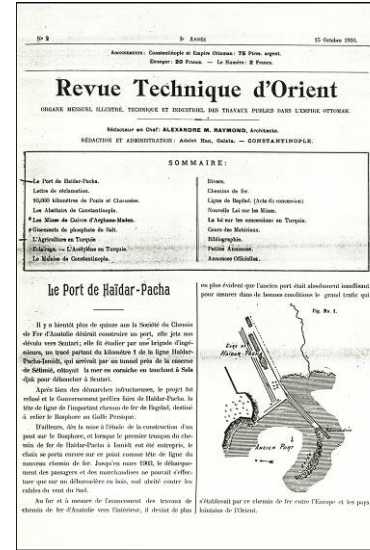 No 2
1e Année
15 Octobre 1910.
ABONNEMENTS: Constantinople et Empire Ottoman: 75 Pires. argent.
Etranger: 20 Francs. — Le Numéro: 2 Francs.
Revue Technique d'Orient
ORGANE MENSUEL ILLUSTRÉ, TECHNIQUE ET INDUSTRIEL DES TRAVAUX PUBLICS DANS L'EMPIRE OTTOMAN.
Rédacteur en Chef: ALEXANDRE M. RAYMOND, Architecte.
RÉDACTION ET ADMINISTRATION: Adalet Han, Galata. — CONSTANTINOPLE.
SOMMAIRE:
Le Port de Haïdar-Pacha.
Lettre de réclamation.
10,000 kilomètres de Ponts et Chaussées.
Les Abattoirs de Constantinople.
Les Mines de Cuivre d'Arghana-Maden.
Gisements de phosphate de Salt.
L'Agriculture en Turquie
Eclairage. — L'Acétylène en Turquie.
Le Malaise de Constantinople.
Divers.
Chemins de fer.
Ligne de Bagdad. (Acte de concession)
Nouvelle Loi sur les Mines.
La loi sur les concessions en Turquie.
Cours des Matériaux.
Bibliographie.
Petites Annonces.
Annonces Officielles.
Le Port de Haïdar-Pacha
Il y a bientôt plus de quinze ans la Société du Chemin
de Fer d'Anatolie désirait construire un port, elle jeta son
dévolu vers Scutari; elle fit étudier par une brigade d'ingé-
nieurs, un tracé partant du kilomètre 1 de la ligne Haïdar-
Pacha-Ismidt, qui arrivait par un tunnel près de la caserne
de Sélimié, côtoyait la mer en corniche en touchant à Sala
djak pour déboucher à Scutari.
Après bien des démarches infructueuses, le projet fut
refusé et le Gouvernement préféra faire de Haïdar-Pacha, la
tête de ligne de l'important chemin de fer de Bagdad, destiné
à relier le Bosphore au Golfe Persique.
D'ailleurs, dès la mise à l'étude de la construction d'un
pont sur le Bosphore, et lorsque le premier tronçon du che-
min de fer de Haïdar-Pacha à Ismidt eut été entrepris, le
choix se porta encore sur ce point comme tête de ligne du
nouveau chemin de fer. Jusqu'en mars 1903, le débarque-
ment des passagers et des marchandises ne pouvait s'effec-
tuer que sur un débarcadère en bois, mal abrité contre les
rafales du vent du Sud.
Au fur et à mesure de l'avancement des travaux de
chemin de fer d'Anatolie vers l'intérieur, il devint de plus
en plus évident que l'ancien port était absolument insuffisant
pour assurer dans de bonnes conditions le grand trafic qui
Fig. No. 1.
GARE DE
HAÏDAR-PACHA
ANCIEN PORT
s'établissait par ce chemin de fer entre l'Europe et les pays
lointains de l'Orient.